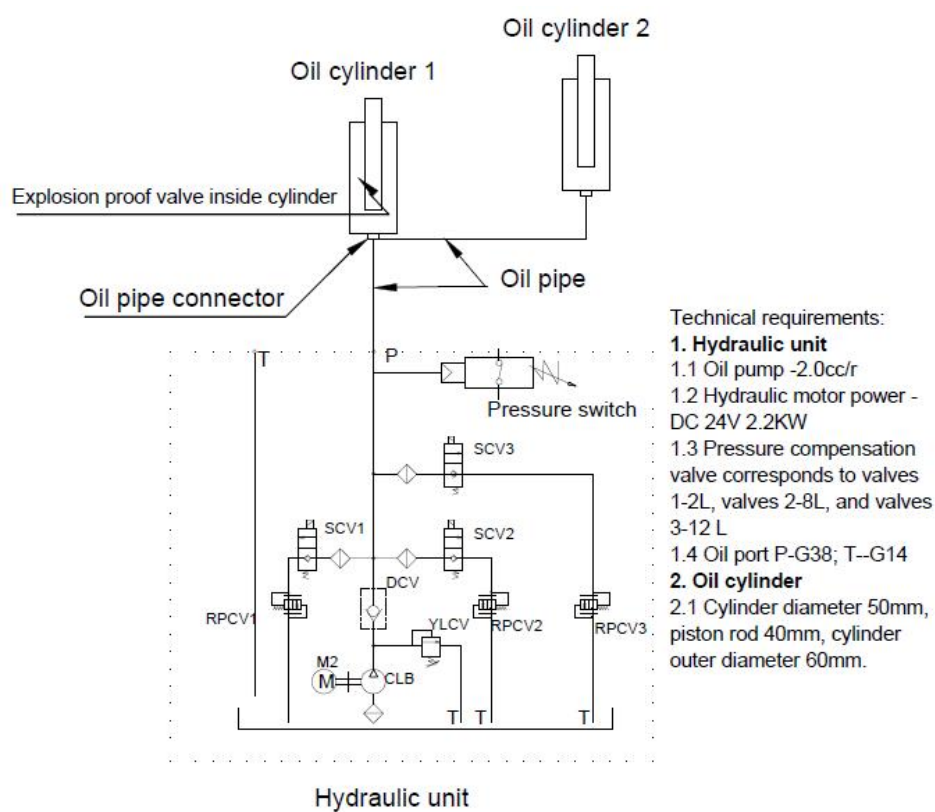 Oil cylinder 2
Oil cylinder 1
Explosion proof valve inside cylinder
Oil pipe connector
Oil pipe
T
P
Pressure switch
SCV3
SCV1
SCV2
DCV
RPCV1
YLCV
RPCV2
RPCV3
M2
M
CLB
T
T
T
Hydraulic unit
Technical requirements:
1. Hydraulic unit
1.1 Oil pump -2.0cc/r
1.2 Hydraulic motor power -
DC 24V 2.2KW
1.3 Pressure compensation
valve corresponds to valves
1-2L, valves 2-8L, and valves
3-12 L
1.4 Oil port P-G38; T--G14
2. Oil cylinder
2.1 Cylinder diameter 50mm,
piston rod 40mm, cylinder
outer diameter 60mm.